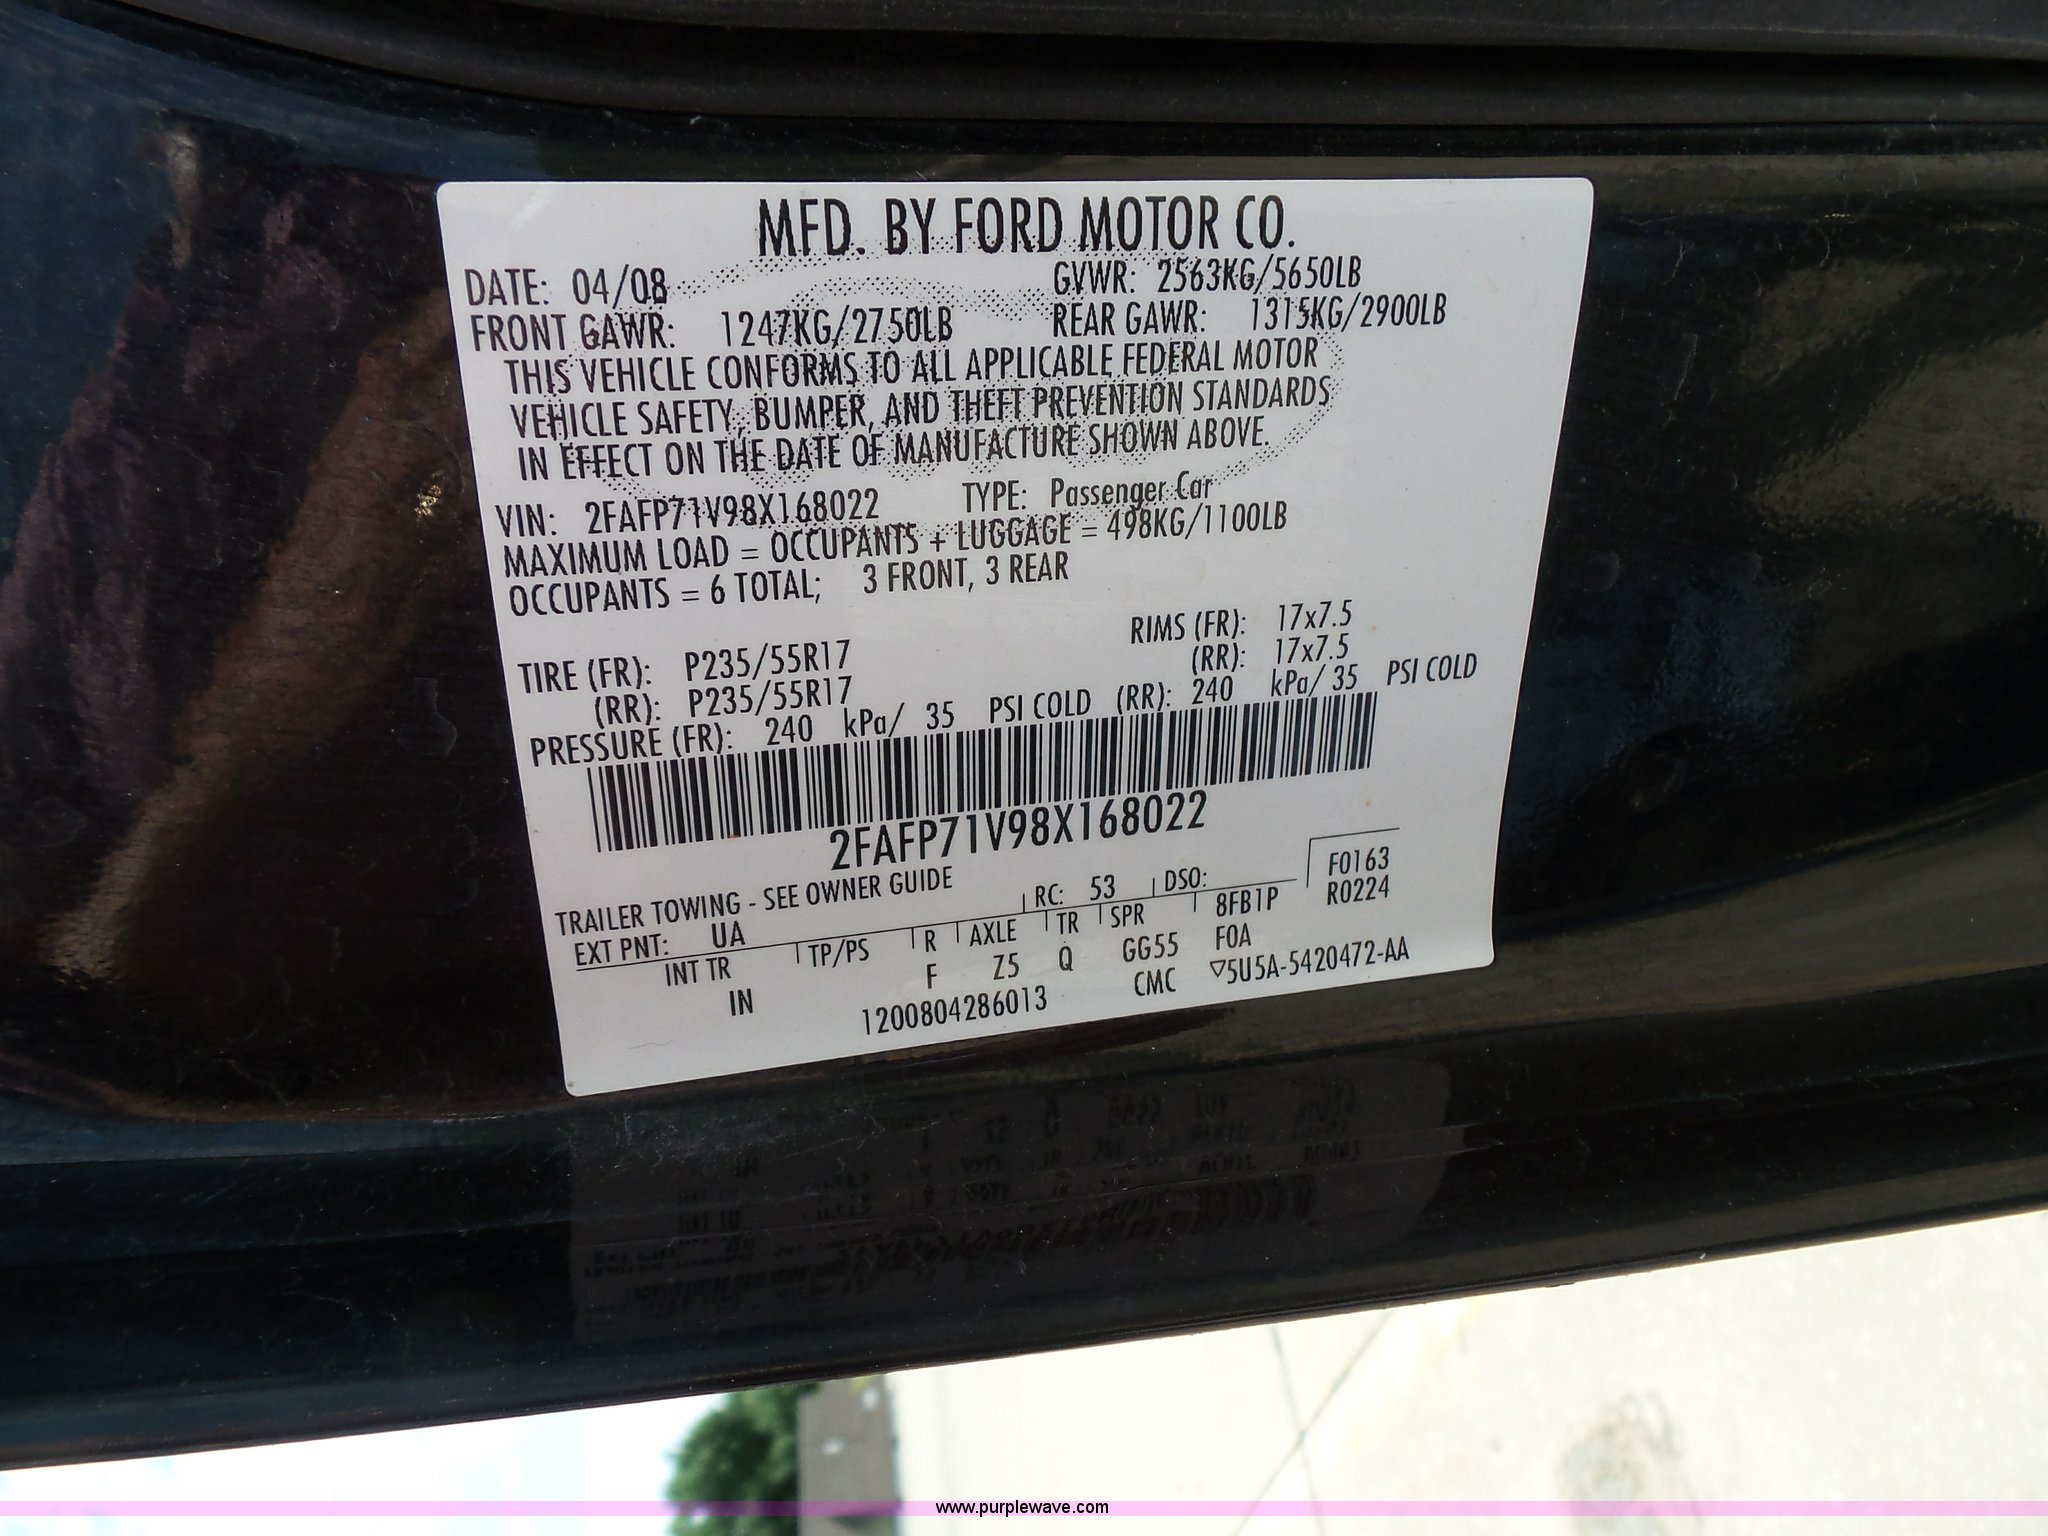 MFD. BY FORD MOTOR CO.
DATE: 04/08 GVWR: 2563KG/5650LB
FRONT GAWR: 1247KG/2750LB REAR GAWR: 1315KG/2900LB
THIS VEHICLE CONFORMS TO ALL APPLICABLE FEDERAL MOTOR
VEHICLE SAFETY, BUMPER, AND THEFT PREVENTION STANDARDS
IN EFFECT ON THE DATE OF MANUFACTURE SHOWN ABOVE.
VIN: 2FAFP71V98X168022 TYPE: Passenger Car
MAXIMUM LOAD = OCCUPANTS + LUGGAGE = 498KG/1100LB
OCCUPANTS = 6 TOTAL; 3 FRONT, 3 REAR
TIRE (FR): P235/55R17 RIMS (FR): 17x7.5
(RR): P235/55R17 (RR): 17x7.5
PRESSURE (FR): 240 kPa/ 35 PSI COLD (RR): 240 kPa/ 35 PSI COLD
2FAFP71V98X168022
TRAILER TOWING - SEE OWNER GUIDE
EXT PNT: UA RC: 53 DSO: F0163
INT TR TP/PS R AXLE TR SPR 8FB1P R0224
IN F Z5 Q GG55 F0A
1200804286013 CMC ▽5U5A-5420472-AA
www.purplewave.com